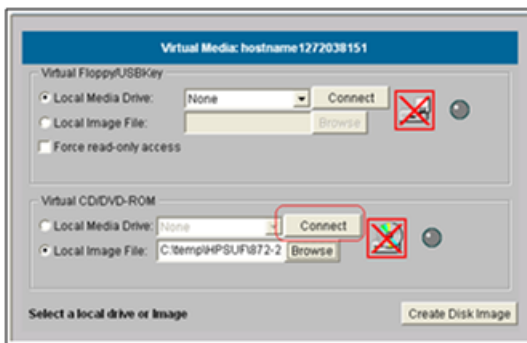 Virtual Media: hostname1272038151
Virtual Floppy/USBKey
Local Media Drive: None Connect
Local Image File: Browse
Force read-only access
Virtual CD/DVD-ROM
Local Media Drive: None Connect
Local Image File: C:\temp\HPSUF\872-2 Browse
Select a local drive or Image Create Disk Image